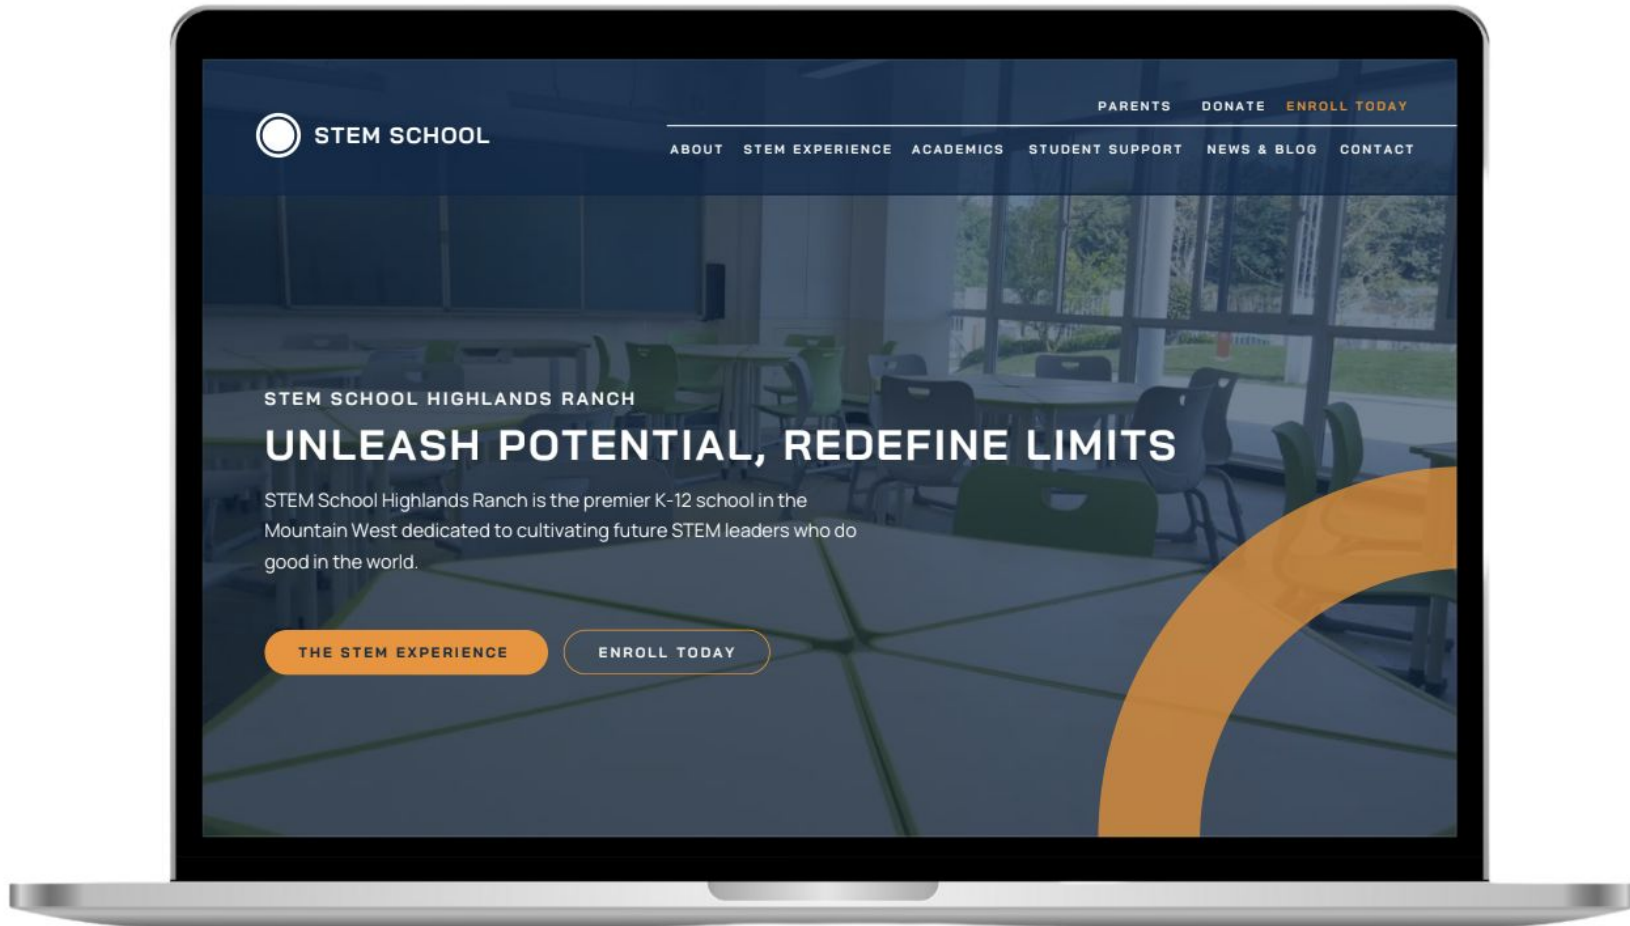 PARENTS DONATE ENROLL TODAY
STEM SCHOOL
ABOUT STEM EXPERIENCE ACADEMICS STUDENT SUPPORT NEWS & BLOG CONTACT
STEM SCHOOL HIGHLANDS RANCH
UNLEASH POTENTIAL, REDEFINE LIMITS
STEM School Highlands Ranch is the premier K-12 school in the
Mountain West dedicated to cultivating future STEM leaders who do
good in the world.
THE STEM EXPERIENCE ENROLL TODAY